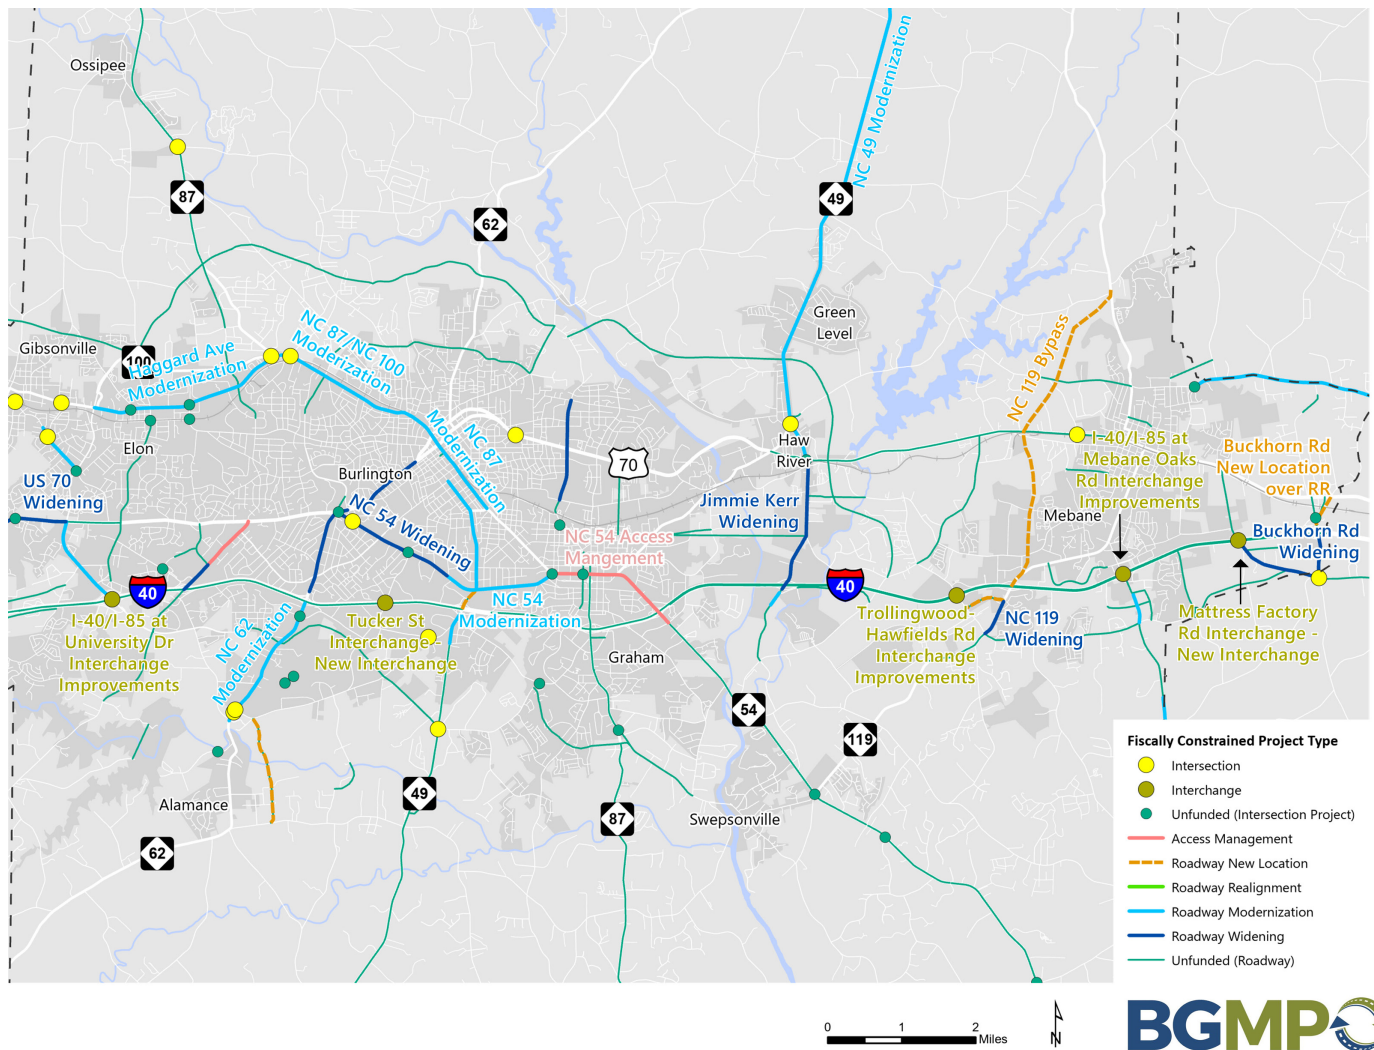 Ossipee
NC 49 Modernization
87
49
62
Green
Level
NC 119 Bypass
Gibsonville
100
Haggard Ave
Modernization
NC 87/NC 100
Moderization
NC 87
Modernization
Haw
River
Elon
Burlington
70
I-40/I-85 at
Mebane Oaks
Rd Interchange
Improvements
Buckhorn Rd
New Location
over RR
US 70
Widening
NC 54 Widening
Jimmie Kerr
Widening
Mebane
NC 54 Access
Mangement
Buckhorn Rd
Widening
40
40
I-40/I-85 at
University Dr
Interchange
Improvements
NC 62
Modernization
Tucker St
Interchange -
New Interchange
NC 54
Modernization
Trollingwood-
Hawfields Rd
Interchange
Improvements
NC 119
Widening
Mattress Factory
Rd Interchange -
New Interchange
Graham
54
119
Alamance
49
87
Swepsonville
62
Fiscally Constrained Project Type
Intersection
Interchange
Unfunded (Intersection Project)
Access Management
Roadway New Location
Roadway Realignment
Roadway Modernization
Roadway Widening
Unfunded (Roadway)
0 1 2
Miles
N
BGMPO